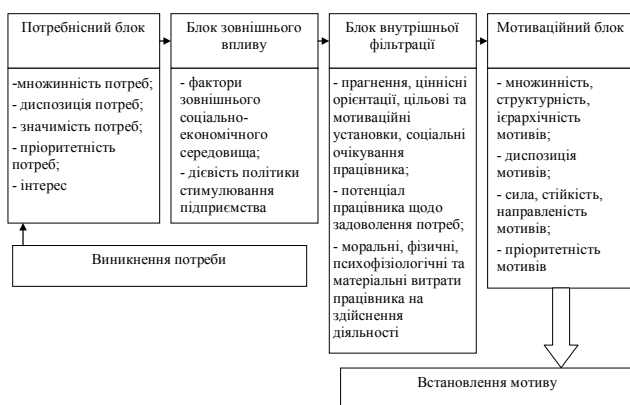 Потребнісний блок
-множинність потреб;
- диспозиція потреб;
- значимість потреб;
- пріоритетність
потреб;
- інтерес
Блок зовнішнього
впливу
- фактори
зовнішнього
соціально-
економічного
середовища;
- дієвість політики
стимулювання
підприємства
Блок внутрішньої
фільтрації
- прагнення, ціннісні
орієнтації, цільові та
мотиваційні
установки, соціальні
очікування
працівника;
- потенціал
працівника щодо
задоволення потреб;
- моральні, фізичні,
психофізіологічні та
матеріальні витрати
працівника на
здійснення
діяльності
Мотиваційний блок
- множинність,
структурність,
ієрархічність
мотивів;
- диспозиція
мотивів;
- сила, стійкість,
направленість
мотивів;
- пріоритетність
мотивів
Виникнення потреби
Встановлення мотиву